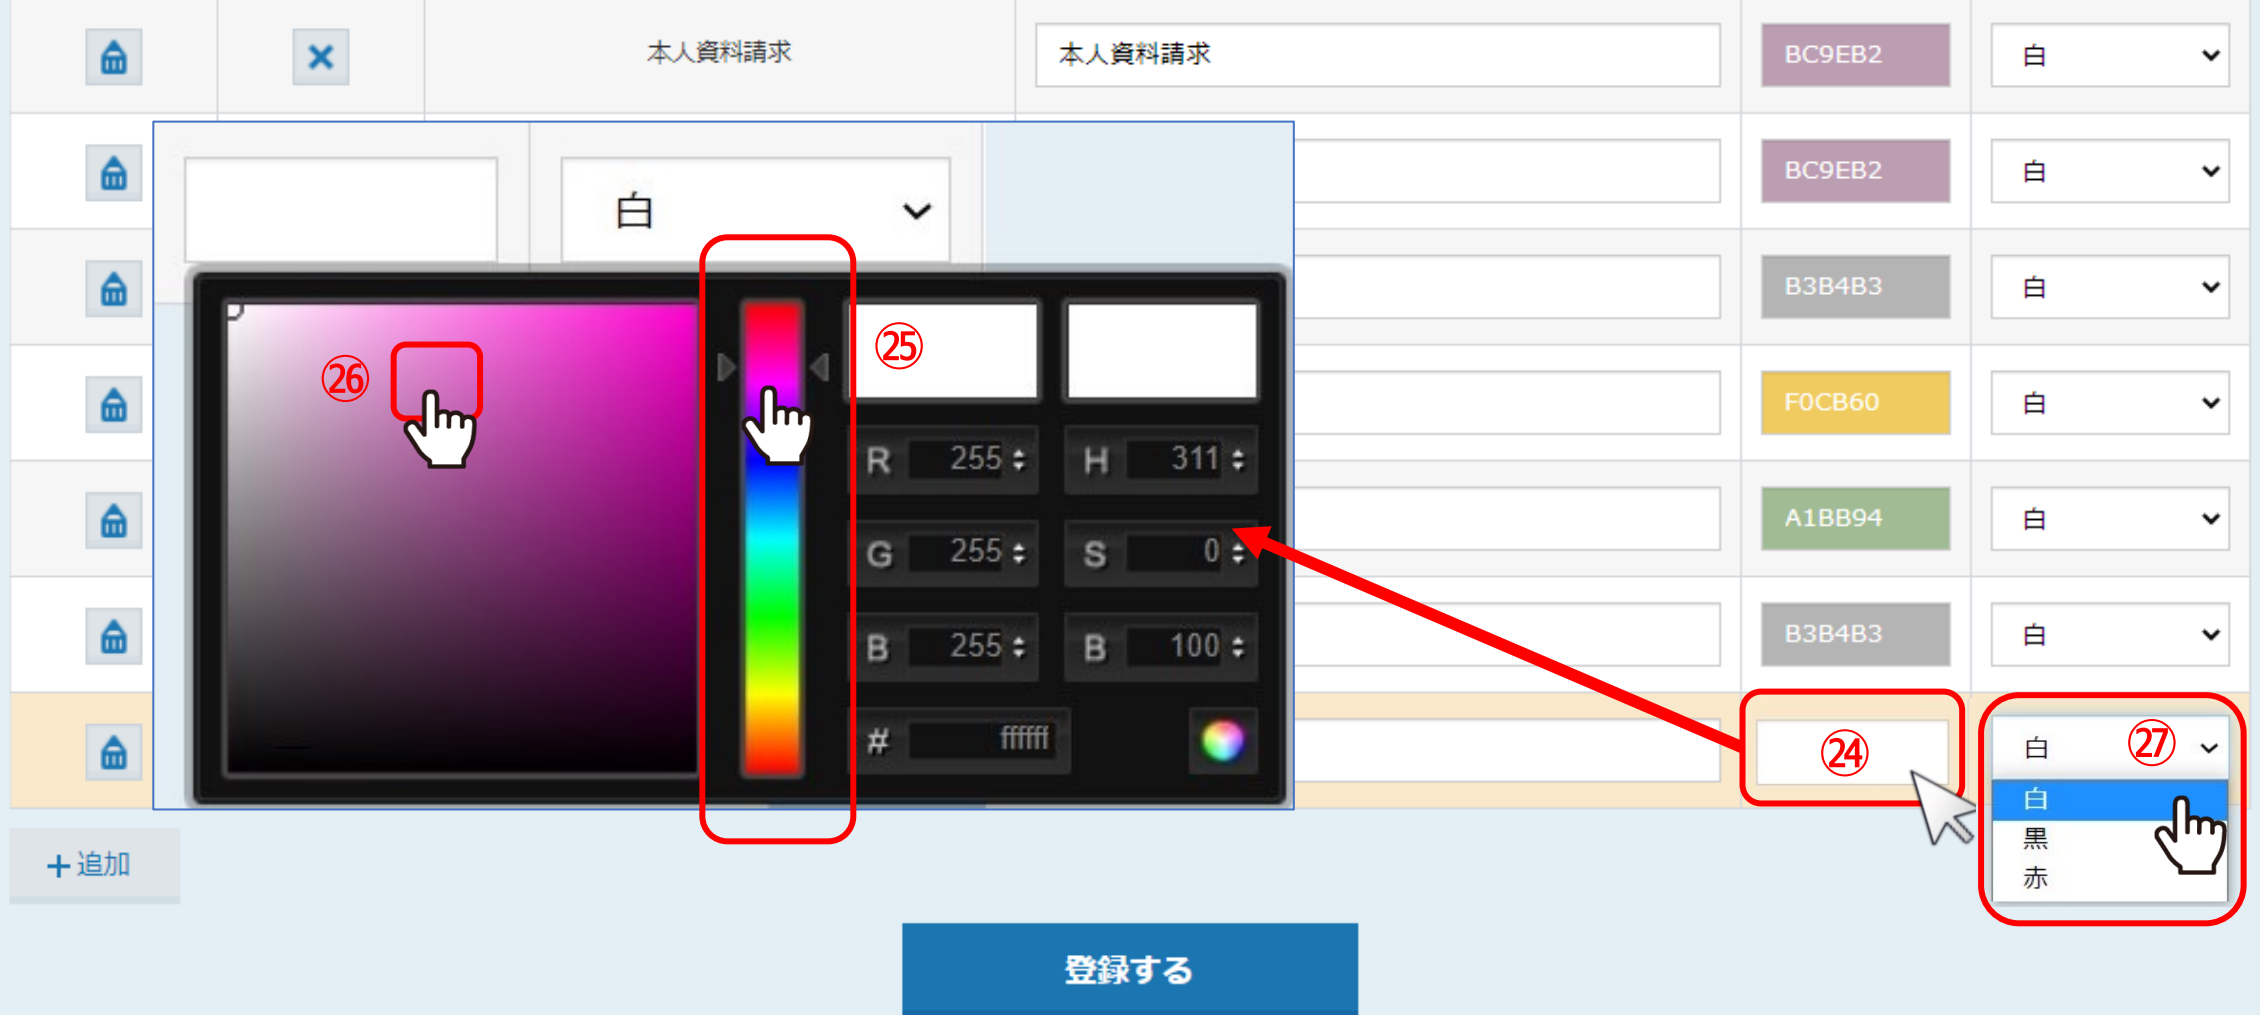 本人資料請求 本人資料請求 BC9EB2 白
BC9EB2 白
B3B4B3 白
F0CB60 白
A1BB94 白
B3B4B3 白
㉔ 白 ㉗
白
黒
赤
白
㉖ ㉕
R 255 H 311
G 255 S 0
B 255 B 100
# ffffff
+追加
登録する